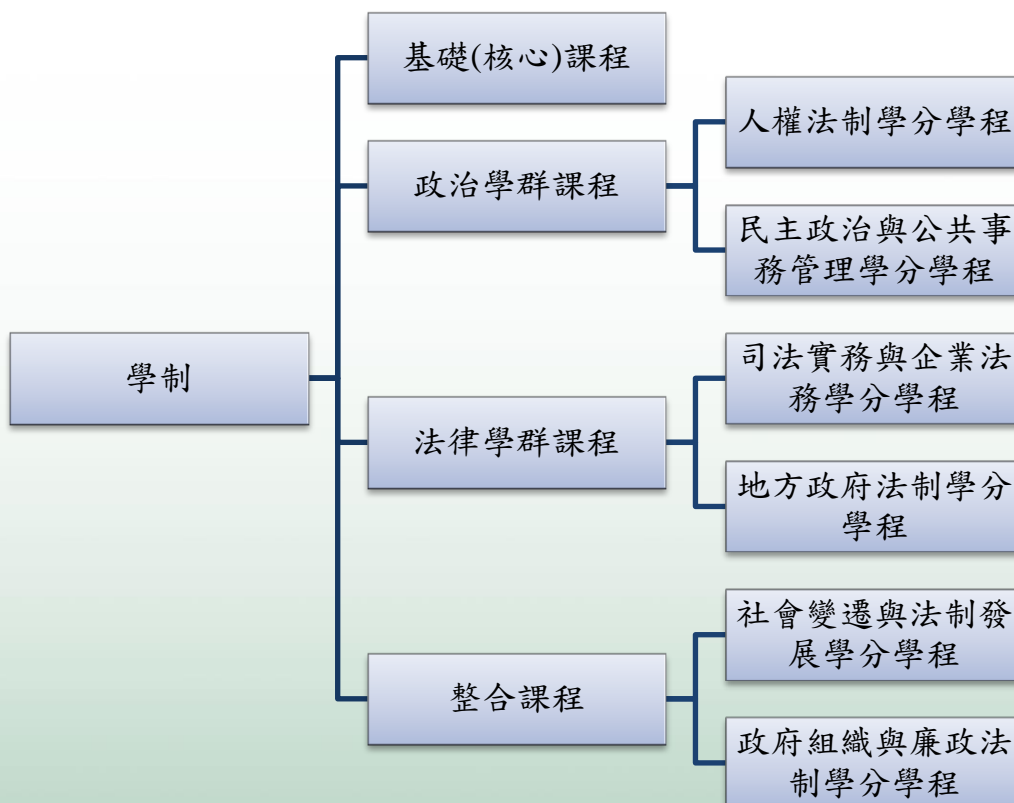 基礎(核心)課程
人權法制學分學程
政治學群課程
民主政治與公共事
務管理學分學程
學制
司法實務與企業法
務學分學程
法律學群課程
地方政府法制學分
學程
社會變遷與法制發
展學分學程
整合課程
政府組織與廉政法
制學分學程